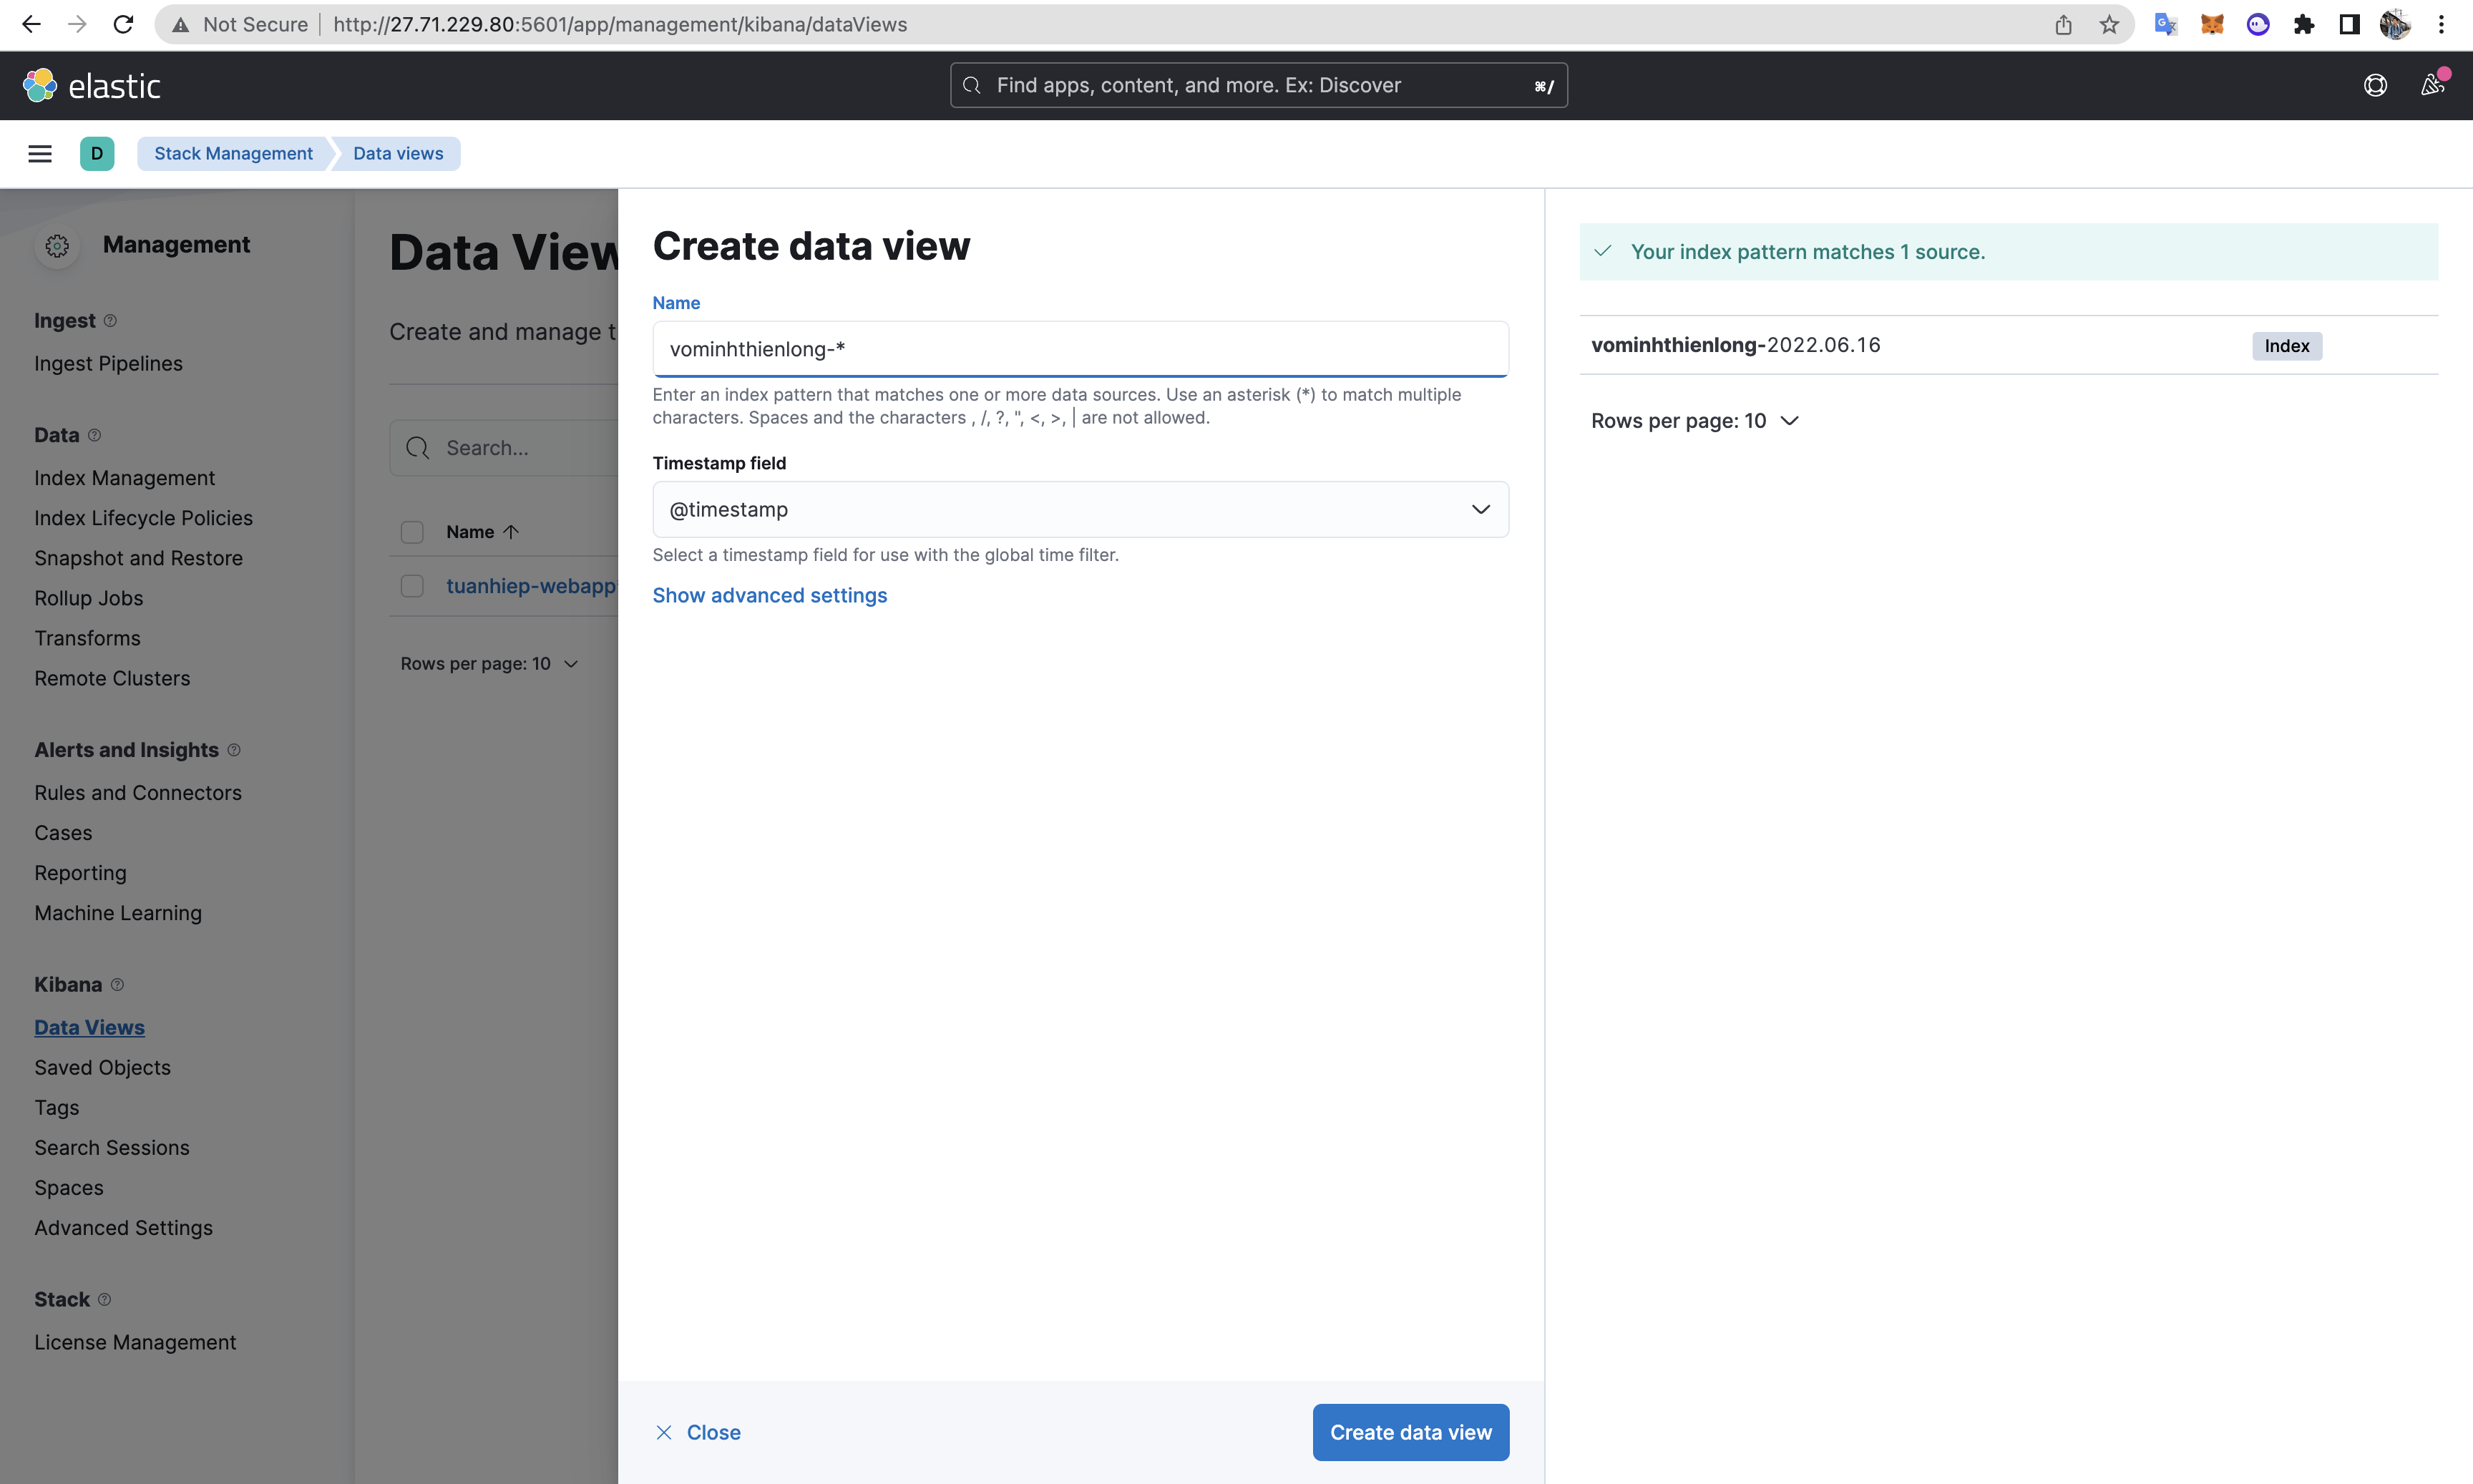 Not Secure | http://27.71.229.80:5601/app/management/kibana/dataViews
elastic
Find apps, content, and more. Ex: Discover
⌘/
D
Stack Management
Data views
Management
Ingest
Ingest Pipelines
Data
Index Management
Index Lifecycle Policies
Snapshot and Restore
Rollup Jobs
Transforms
Remote Clusters
Alerts and Insights
Rules and Connectors
Cases
Reporting
Machine Learning
Kibana
Data Views
Saved Objects
Tags
Search Sessions
Spaces
Advanced Settings
Stack
License Management
Data View
Create and manage t
Search...
Name
tuanhiep-webapp
Rows per page: 10
Create data view
Name
vominhthienlong-*
Enter an index pattern that matches one or more data sources. Use an asterisk (*) to match multiple
characters. Spaces and the characters , /, ?, ", <, >, | are not allowed.
Timestamp field
@timestamp
Select a timestamp field for use with the global time filter.
Show advanced settings
Close
Create data view
Your index pattern matches 1 source.
vominhthienlong-2022.06.16
Index
Rows per page: 10